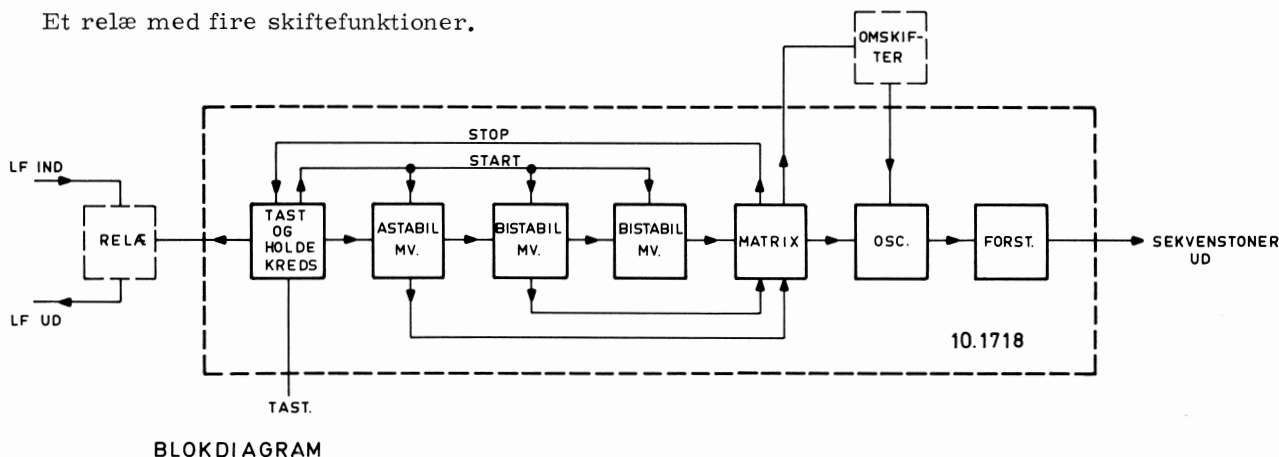 Et relæ med fire skiftefunktioner.
OMSKIF-
TER
STOP
START
LF IND
RELÆ
LF UD
TAST
OG
HOLDE
KREDS
ASTABIL
MV.
BISTABIL
MV.
BISTABIL
MV.
MATRIX
OSC.
FORST.
SEKVENSTONER
UD
10.1718
TAST.
BLOKDIAGRAM